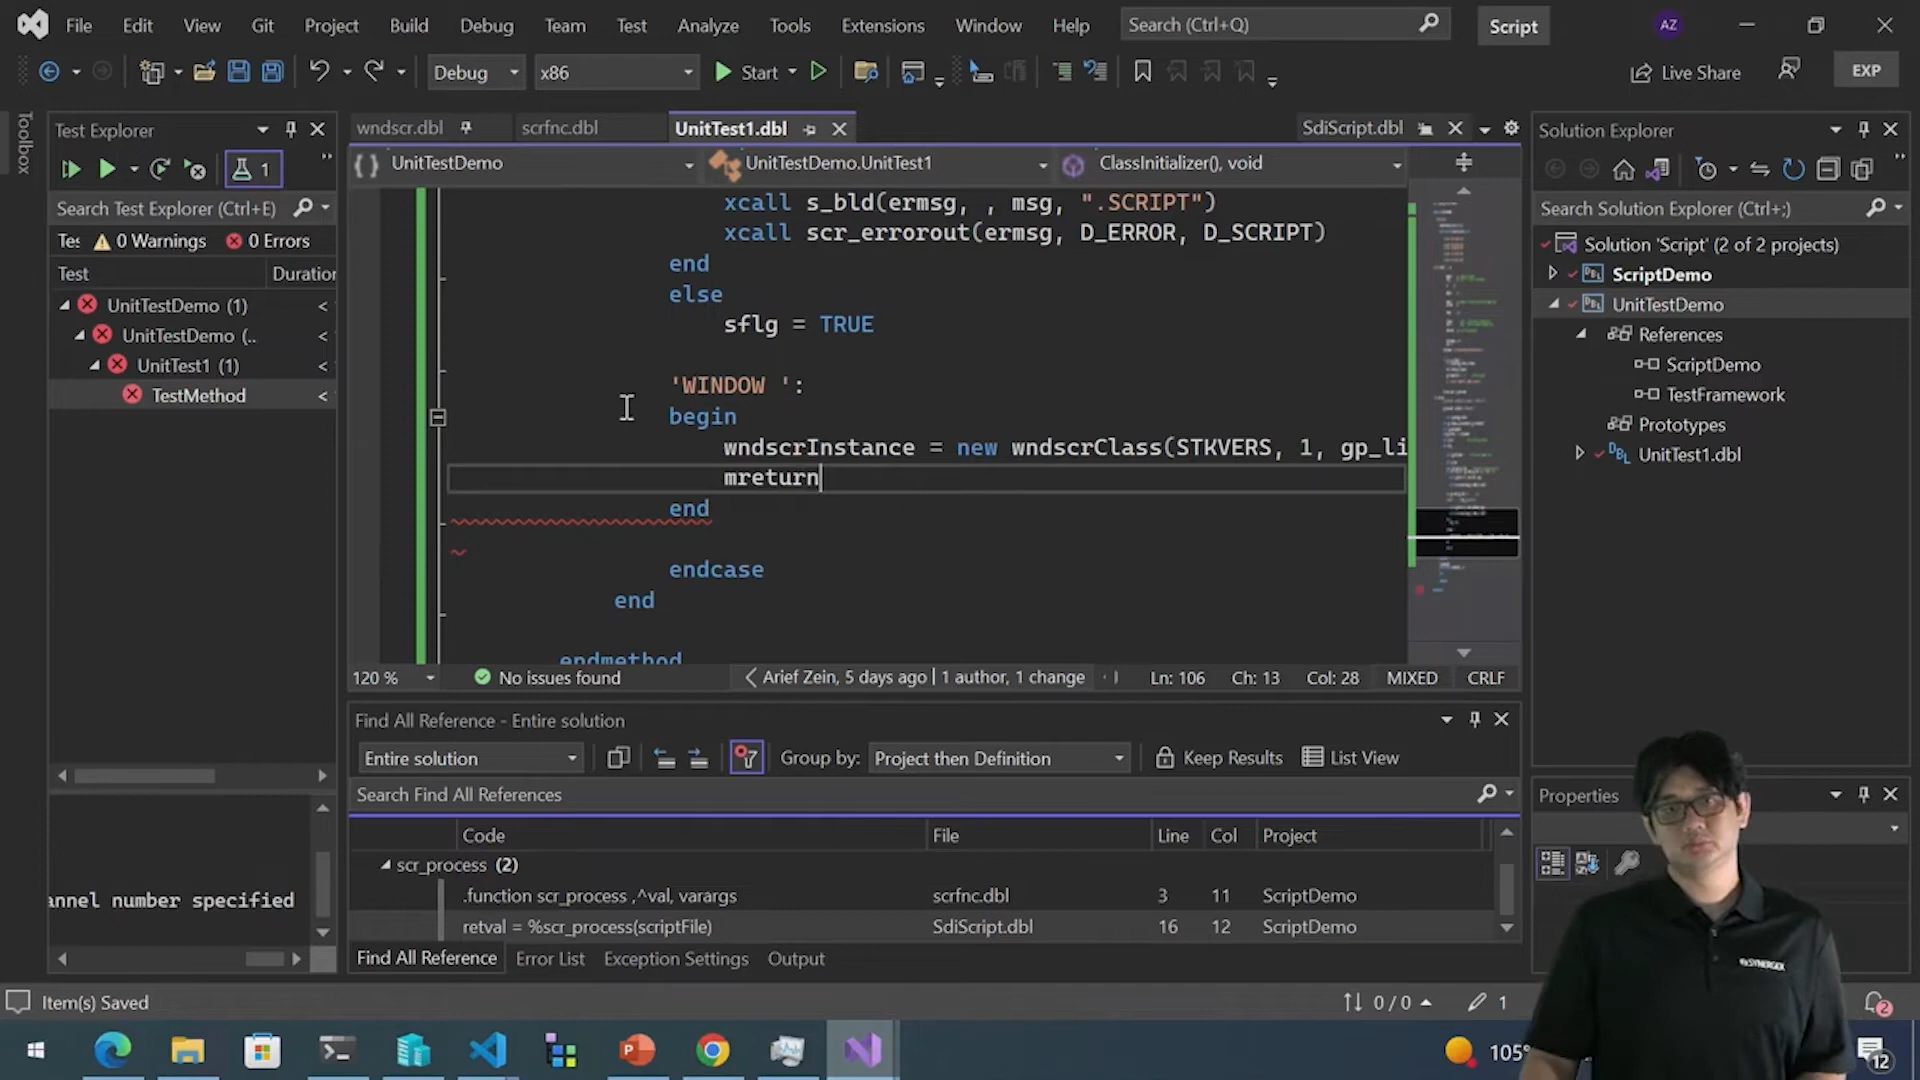 File Edit View Git Project Build Debug Team Test Analyze Tools Extensions Window Help Search (Ctrl+Q) Script AZ
Debug x86 Start Live Share EXP
Toolbox
Test Explorer
1
Search Test Explorer (Ctrl+E)
Tes 0 Warnings 0 Errors
Test Duration
UnitTestDemo (1) <
UnitTestDemo (.. <
UnitTest1 (1) <
TestMethod <
annel number specified
wndscr.dbl scrfnc.dbl UnitTest1.dbl SdiScript.dbl
UnitTestDemo UnitTestDemo.UnitTest1 ClassInitializer(), void
xcall s_bld(ermsg, , msg, ".SCRIPT")
xcall scr_errorout(ermsg, D_ERROR, D_SCRIPT)
end
else
sflg = TRUE
'WINDOW ':
begin
wndscrInstance = new wndscrClass(STKVERS, 1, gp_li
mreturn
end
endcase
end
endmethod
120 % No issues found Arief Zein, 5 days ago | 1 author, 1 change Ln: 106 Ch: 13 Col: 28 MIXED CRLF
Find All Reference - Entire solution
Entire solution Group by: Project then Definition Keep Results List View
Search Find All References
Code File Line Col Project
scr_process (2)
.function scr_process ,^val, varargs scrfnc.dbl 3 11 ScriptDemo
retval = %scr_process(scriptFile) SdiScript.dbl 16 12 ScriptDemo
Find All Reference Error List Exception Settings Output
Solution Explorer
Search Solution Explorer (Ctrl+;)
Solution 'Script' (2 of 2 projects)
ScriptDemo
UnitTestDemo
References
ScriptDemo
TestFramework
Prototypes
UnitTest1.dbl
Properties
SYNERGEX
Item(s) Saved 0 / 0 1 2
105° 12